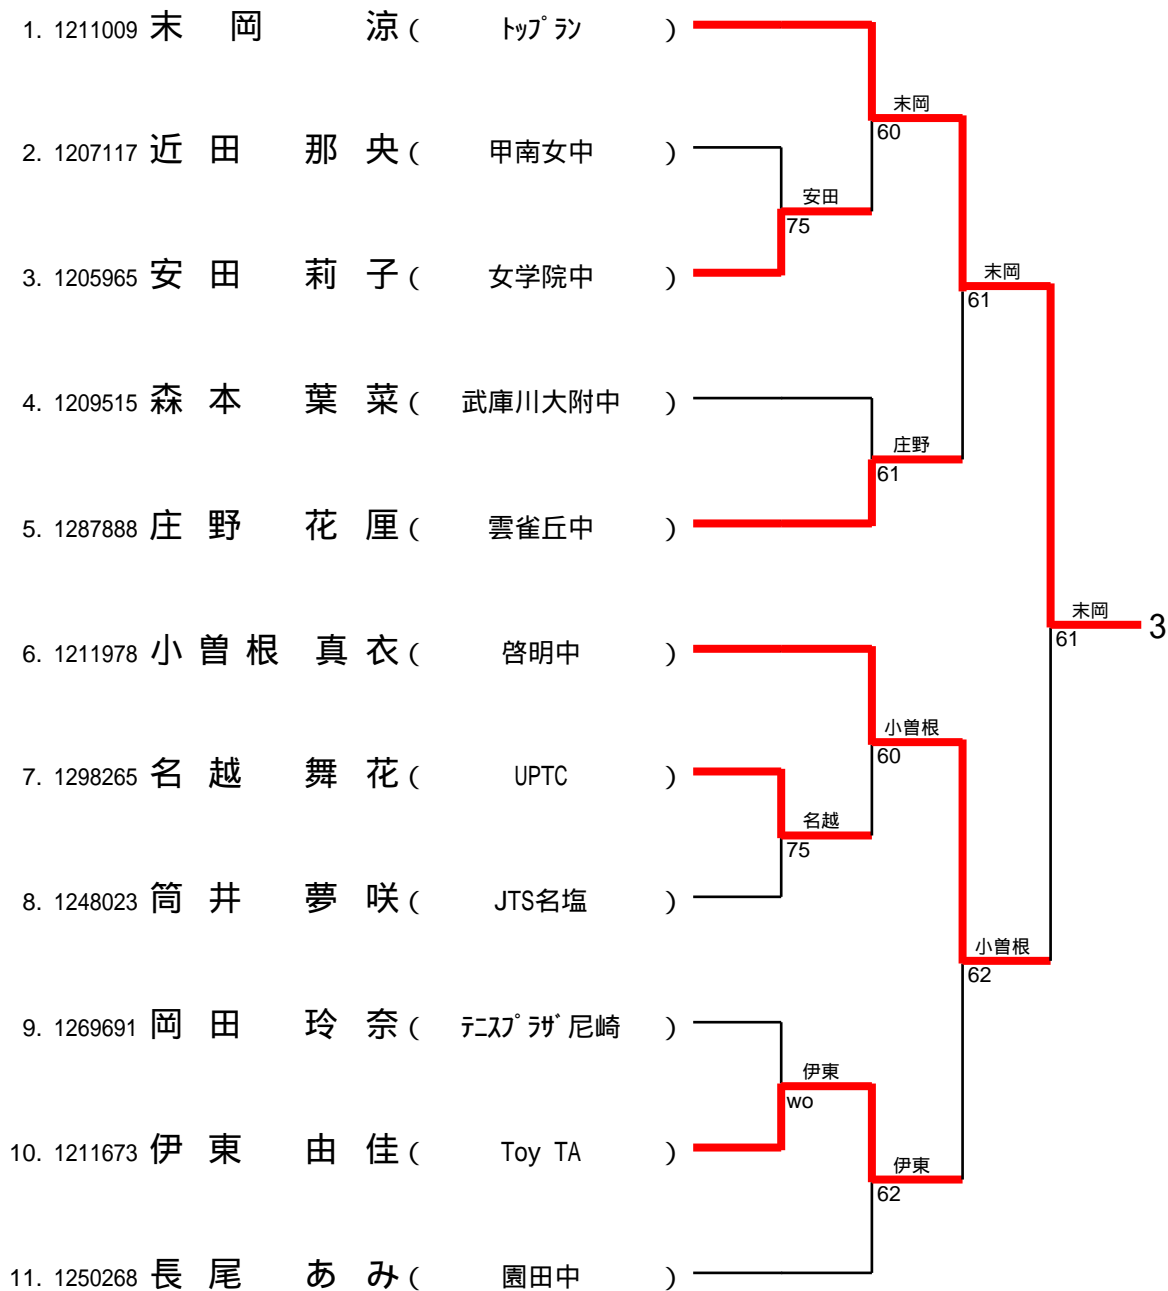 1. 1211009 末 岡 涼 ( トップラン )
末岡
60
2. 1207117 近 田 那 央 ( 甲南女中 )
安田
75
3. 1205965 安 田 莉 子 ( 女学院中 )
末岡
61
4. 1209515 森 本 葉 菜 ( 武庫川大附中 )
庄野
61
5. 1287888 庄 野 花 厘 ( 雲雀丘中 )
末岡
3
61
6. 1211978 小 曽 根 真 衣 ( 啓明中 )
小曽根
60
7. 1298265 名 越 舞 花 ( UPTC )
名越
75
8. 1248023 筒 井 夢 咲 ( JTS名塩 )
小曽根
62
9. 1269691 岡 田 玲 奈 ( テニスプラザ尼崎 )
伊東
wo
10. 1211673 伊 東 由 佳 ( Toy TA )
伊東
62
11. 1250268 長 尾 あ み ( 園田中 )